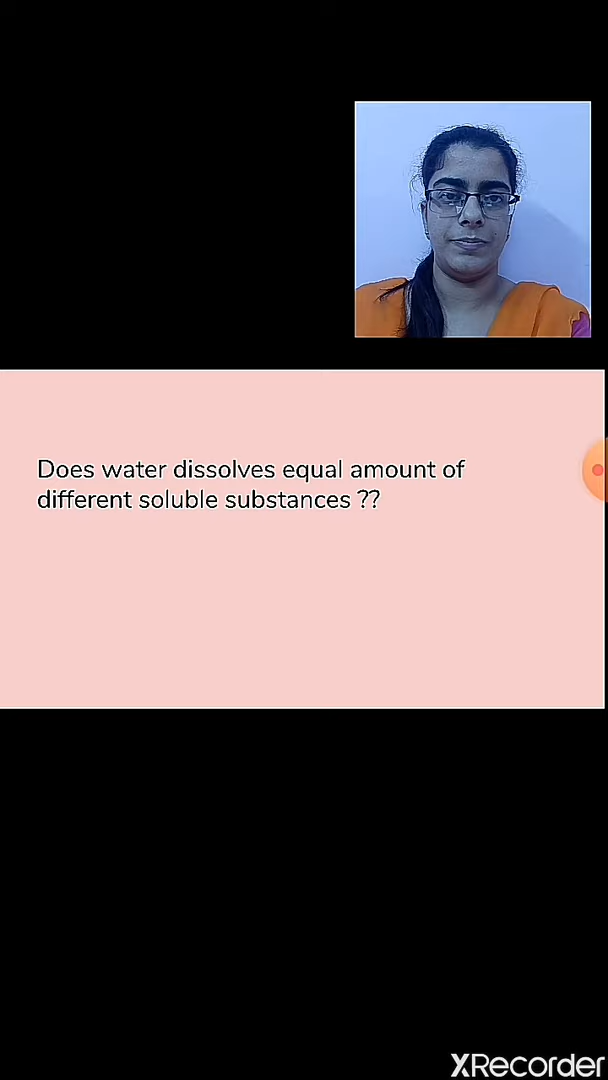 Does water dissolves equal amount of
different soluble substances ??
XRecorder